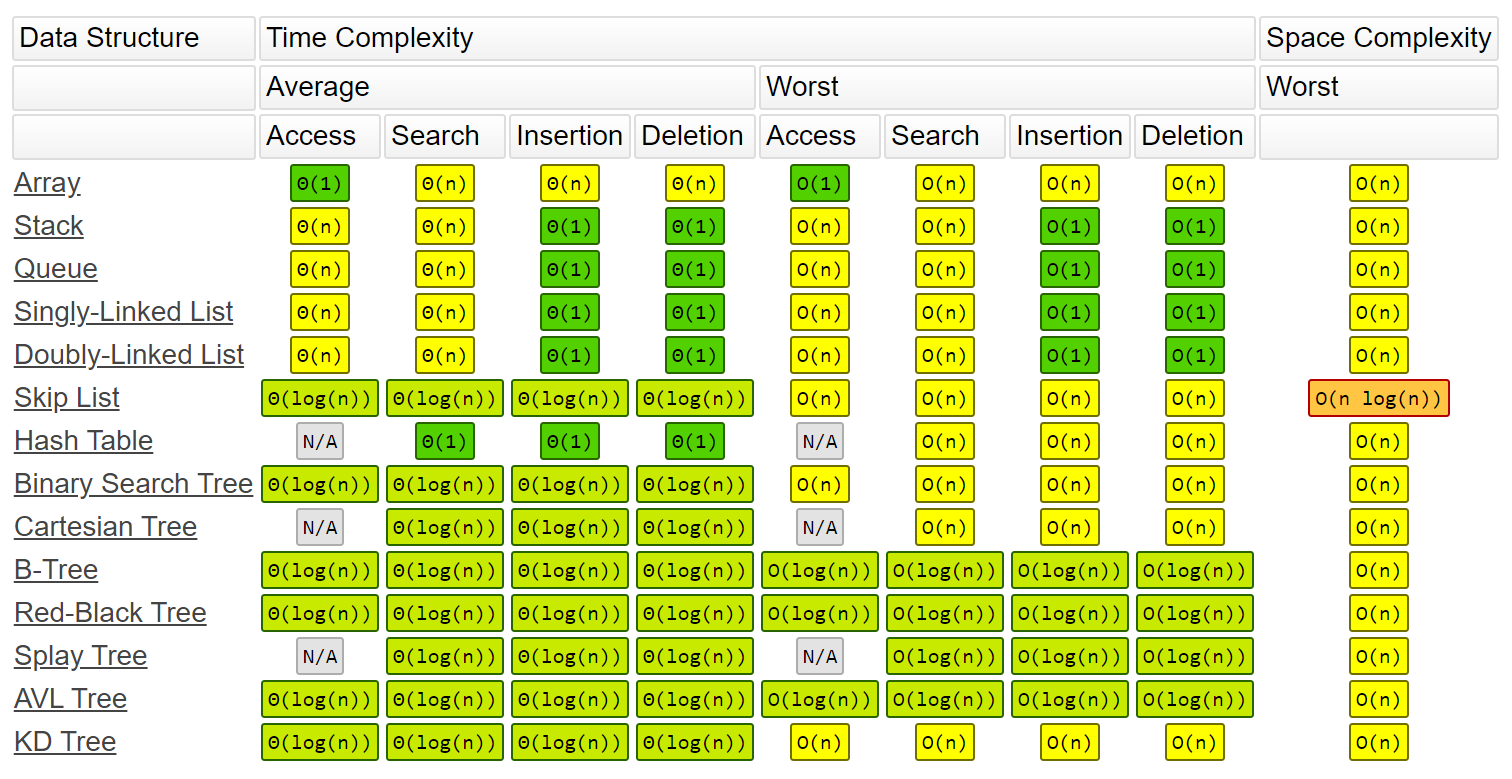 Data Structure Time Complexity Space Complexity
Average Worst Worst
Access Search Insertion Deletion Access Search Insertion Deletion
Array Θ(1) Θ(n) Θ(n) Θ(n) O(1) O(n) O(n) O(n) O(n)
Stack Θ(n) Θ(n) Θ(1) Θ(1) O(n) O(n) O(1) O(1) O(n)
Queue Θ(n) Θ(n) Θ(1) Θ(1) O(n) O(n) O(1) O(1) O(n)
Singly-Linked List Θ(n) Θ(n) Θ(1) Θ(1) O(n) O(n) O(1) O(1) O(n)
Doubly-Linked List Θ(n) Θ(n) Θ(1) Θ(1) O(n) O(n) O(1) O(1) O(n)
Skip List Θ(log(n)) Θ(log(n)) Θ(log(n)) Θ(log(n)) O(n) O(n) O(n) O(n) O(n log(n))
Hash Table N/A Θ(1) Θ(1) Θ(1) N/A O(n) O(n) O(n) O(n)
Binary Search Tree Θ(log(n)) Θ(log(n)) Θ(log(n)) Θ(log(n)) O(n) O(n) O(n) O(n) O(n)
Cartesian Tree N/A Θ(log(n)) Θ(log(n)) Θ(log(n)) N/A O(n) O(n) O(n) O(n)
B-Tree Θ(log(n)) Θ(log(n)) Θ(log(n)) Θ(log(n)) O(log(n)) O(log(n)) O(log(n)) O(log(n)) O(n)
Red-Black Tree Θ(log(n)) Θ(log(n)) Θ(log(n)) Θ(log(n)) O(log(n)) O(log(n)) O(log(n)) O(log(n)) O(n)
Splay Tree N/A Θ(log(n)) Θ(log(n)) Θ(log(n)) N/A O(log(n)) O(log(n)) O(log(n)) O(n)
AVL Tree Θ(log(n)) Θ(log(n)) Θ(log(n)) Θ(log(n)) O(log(n)) O(log(n)) O(log(n)) O(log(n)) O(n)
KD Tree Θ(log(n)) Θ(log(n)) Θ(log(n)) Θ(log(n)) O(n) O(n) O(n) O(n) O(n)